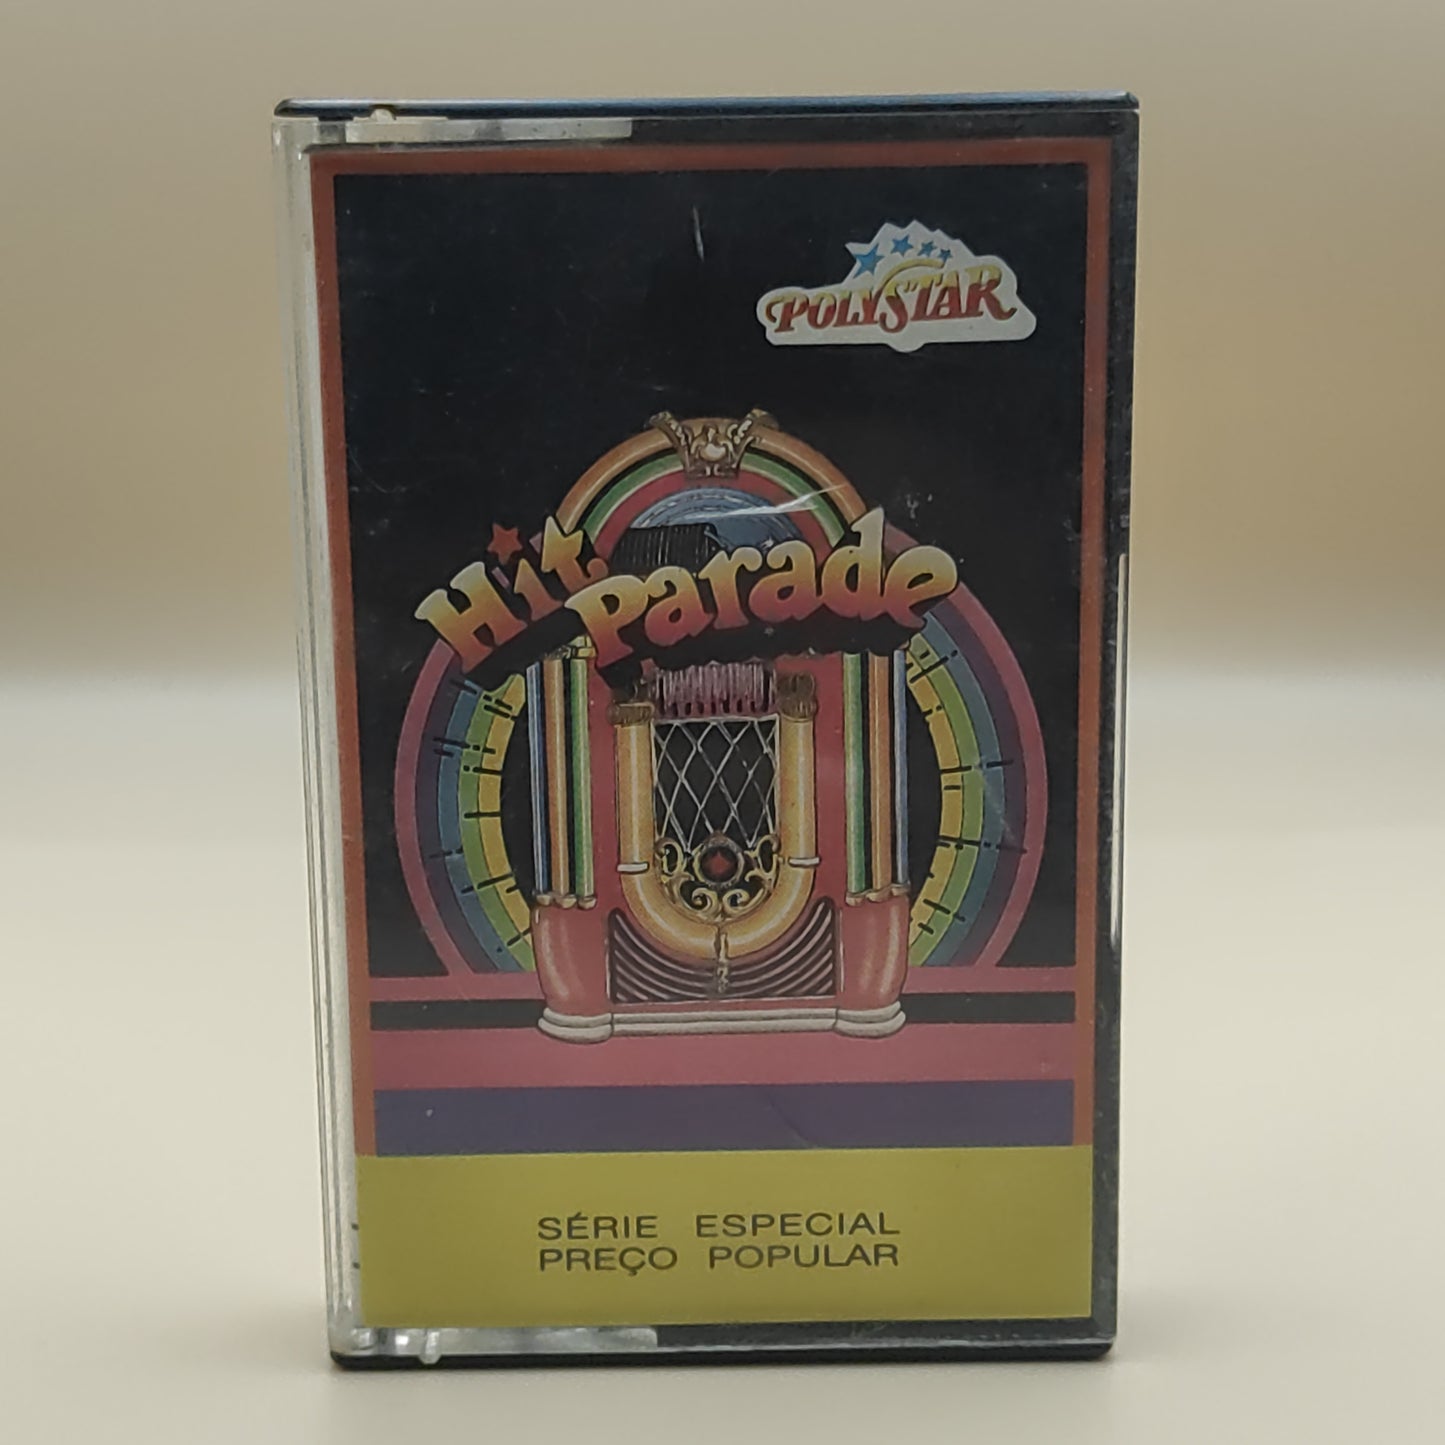 POLYSTAR
Hit Parade
SÉRIE ESPECIAL
PREÇO POPULAR